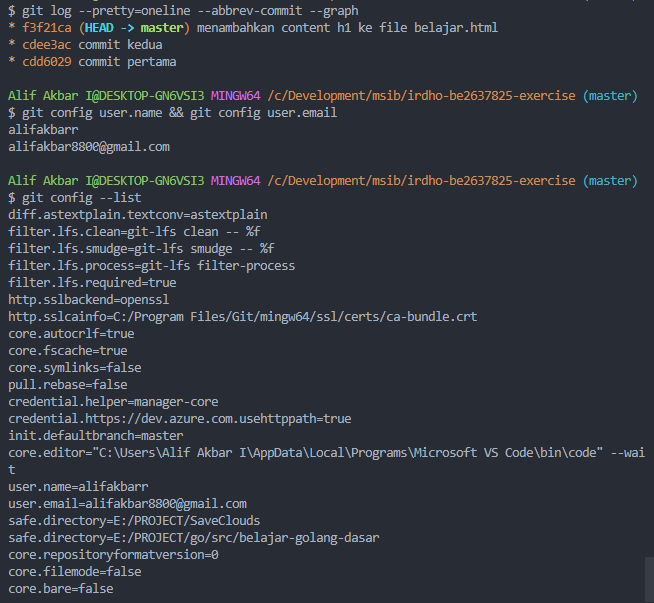 $ git log --pretty=oneline --abbrev-commit --graph
* f3f21ca (HEAD -> master) menambahkan content h1 ke file belajar.html
* cdee3ac commit kedua
* cdd6029 commit pertama
Alif Akbar I@DESKTOP-GN6VSI3 MINGW64 /c/Development/msib/irdho-be2637825-exercise (master)
$ git config user.name && git config user.email
alifakbarr
alifakbar8800@gmail.com
Alif Akbar I@DESKTOP-GN6VSI3 MINGW64 /c/Development/msib/irdho-be2637825-exercise (master)
$ git config --list
diff.astextplain.textconv=astextplain
filter.lfs.clean=git-lfs clean -- %f
filter.lfs.smudge=git-lfs smudge -- %f
filter.lfs.process=git-lfs filter-process
filter.lfs.required=true
http.sslbackend=openssl
http.sslcainfo=C:/Program Files/Git/mingw64/ssl/certs/ca-bundle.crt
core.autocrlf=true
core.fscache=true
core.symlinks=false
pull.rebase=false
credential.helper=manager-core
credential.https://dev.azure.com.usehttppath=true
init.defaultbranch=master
core.editor="C:\Users\Alif Akbar I\AppData\Local\Programs\Microsoft VS Code\bin\code" --wai
t
user.name=alifakbarr
user.email=alifakbar8800@gmail.com
safe.directory=E:/PROJECT/SaveClouds
safe.directory=E:/PROJECT/go/src/belajar-golang-dasar
core.repositoryformatversion=0
core.filemode=false
core.bare=false